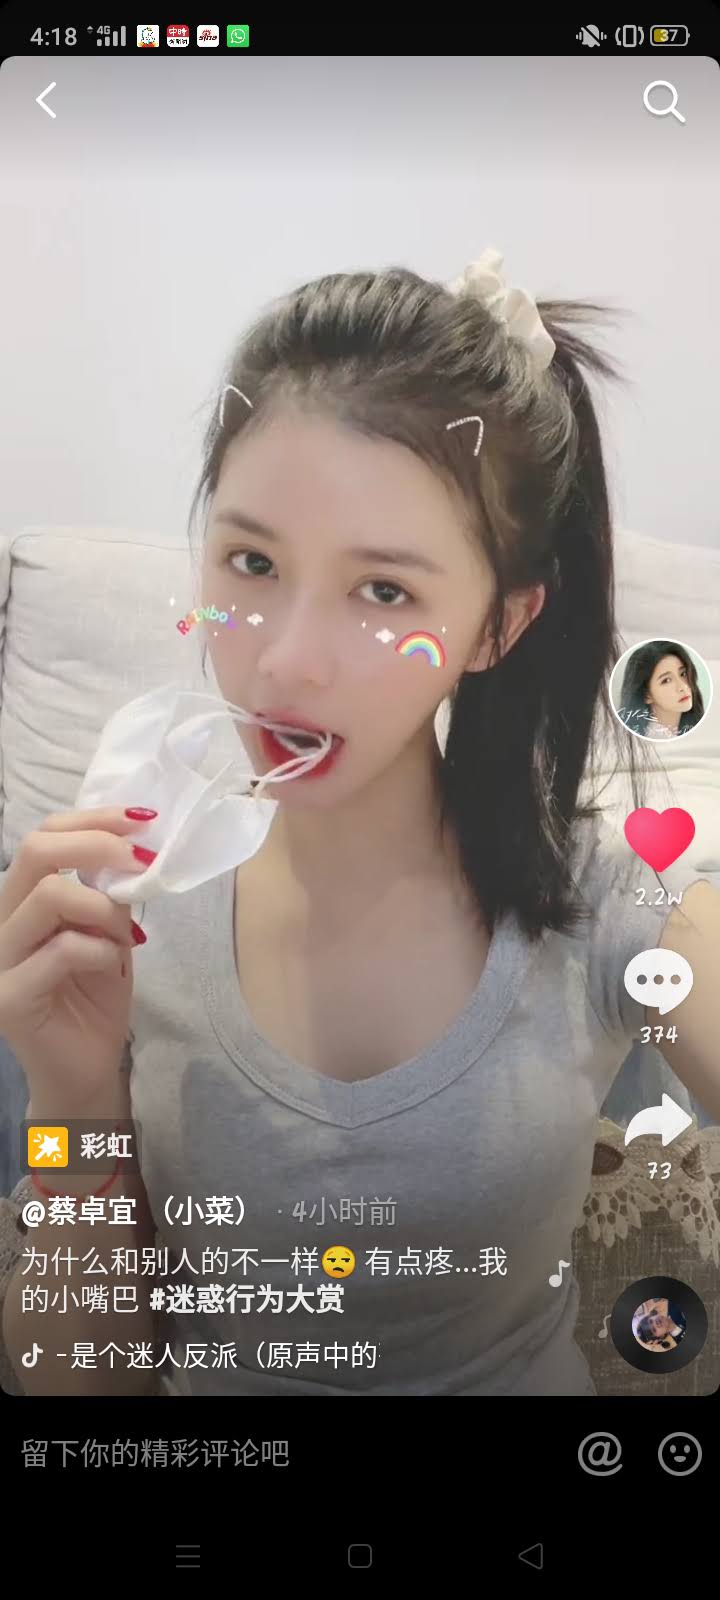 4:18
4G
中时
sina
37
RAiNbow
2.2w
374
73
彩虹
@蔡卓宜 （小菜） · 4小时前
为什么和别人的不一样😒 有点疼...我
的小嘴巴 #迷惑行为大赏
-是个迷人反派（原声中的
留下你的精彩评论吧